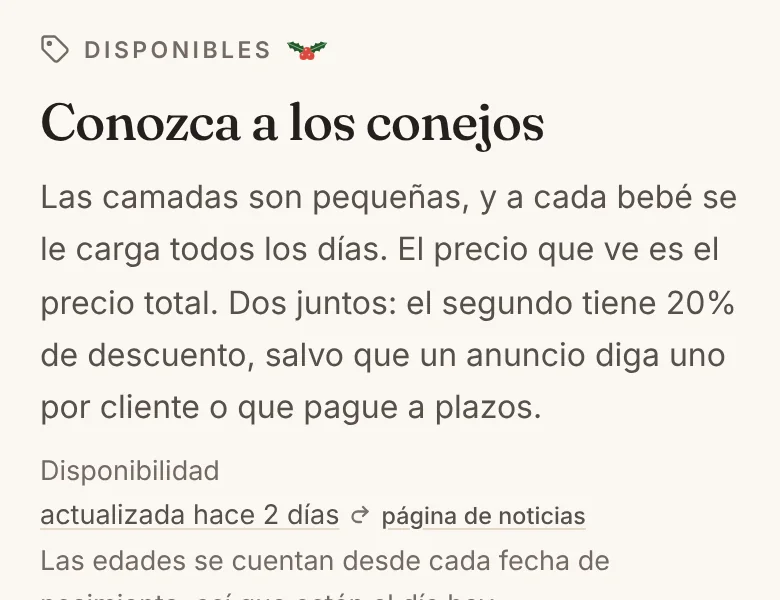 DISPONIBLES
Conozca a los conejos
Las camadas son pequeñas, y a cada bebé se
le carga todos los días. El precio que ve es el
precio total. Dos juntos: el segundo tiene 20%
de descuento, salvo que un anuncio diga uno
por cliente o que pague a plazos.
Disponibilidad
actualizada hace 2 días página de noticias
Las edades se cuentan desde cada fecha de